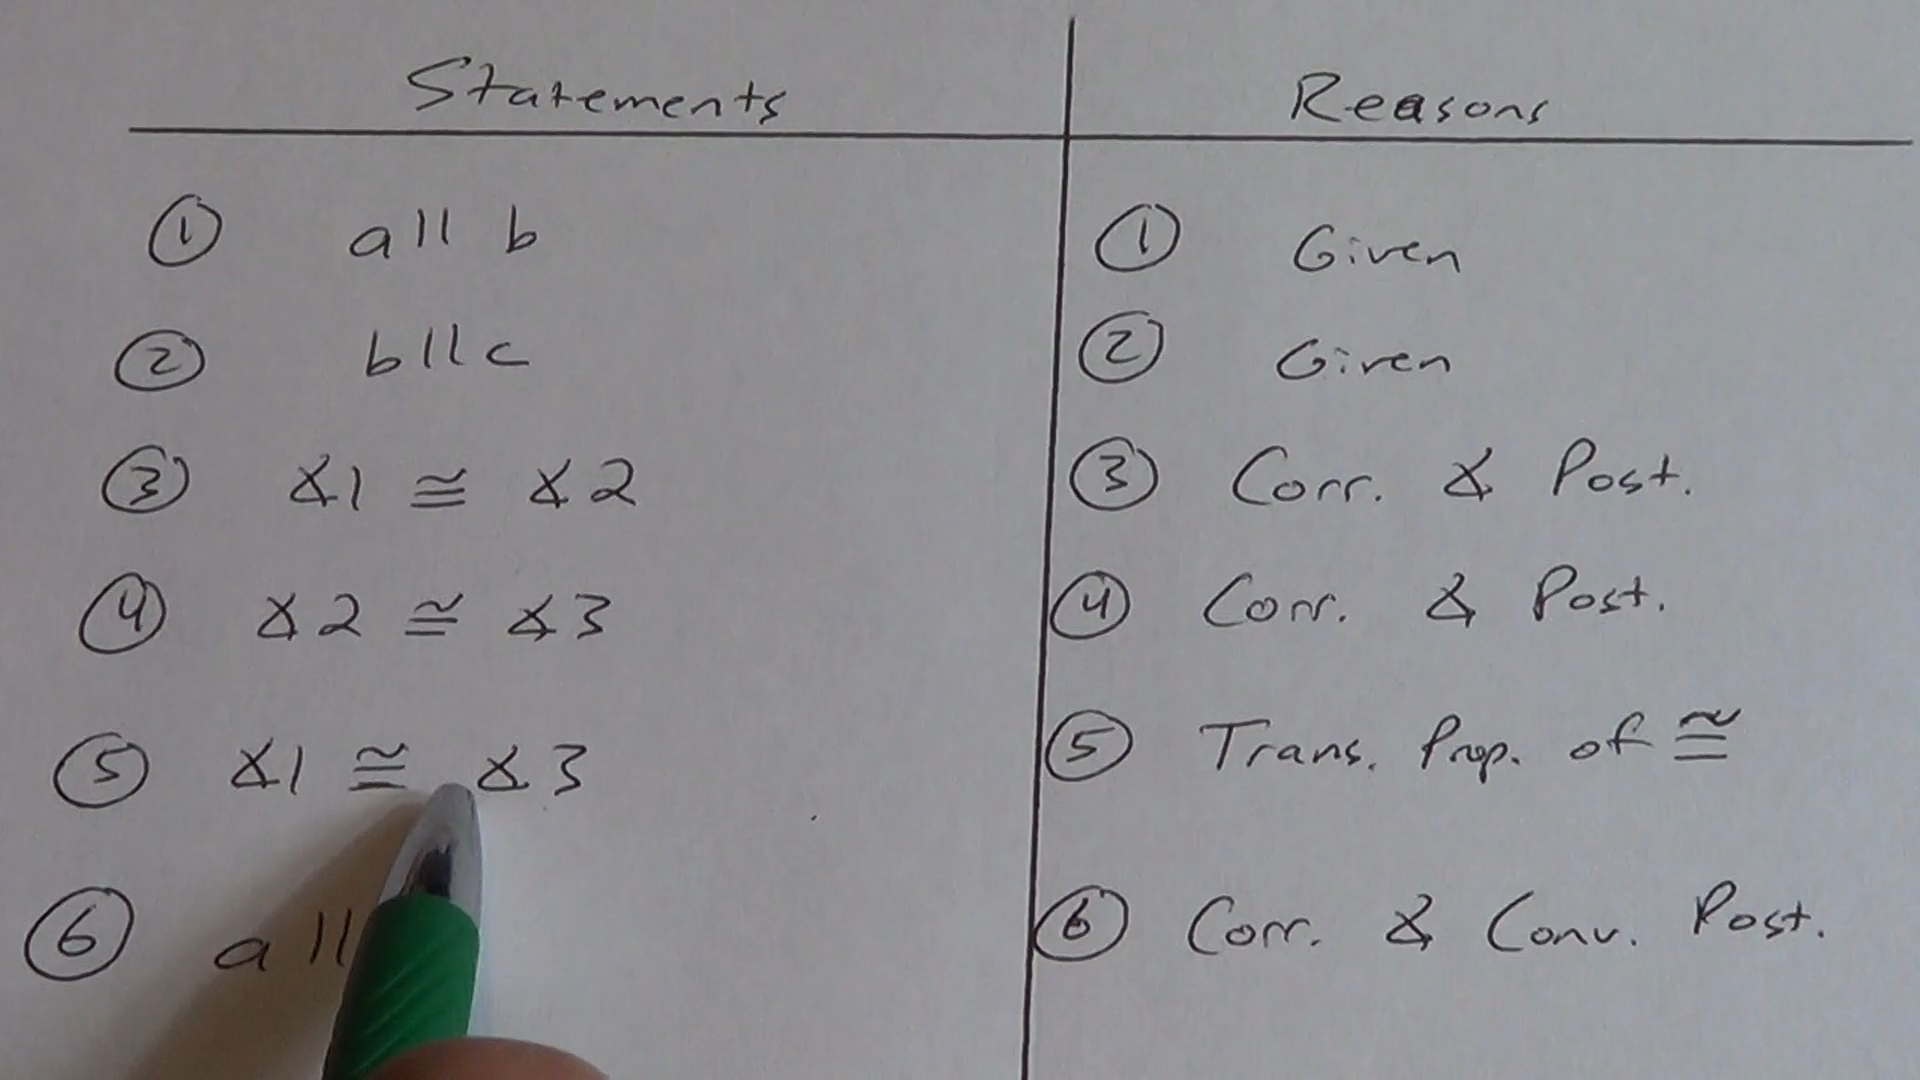 Statements Reasons
① a || b ① Given
② b || c ② Given
③ ∡1 ≅ ∡2 ③ Corr. ∡ Post.
④ ∡2 ≅ ∡3 ④ Corr. ∡ Post.
⑤ ∡1 ≅ ∡3 ⑤ Trans. Prop. of ≅
⑥ a || ⑥ Corr. ∡ Conv. Post.